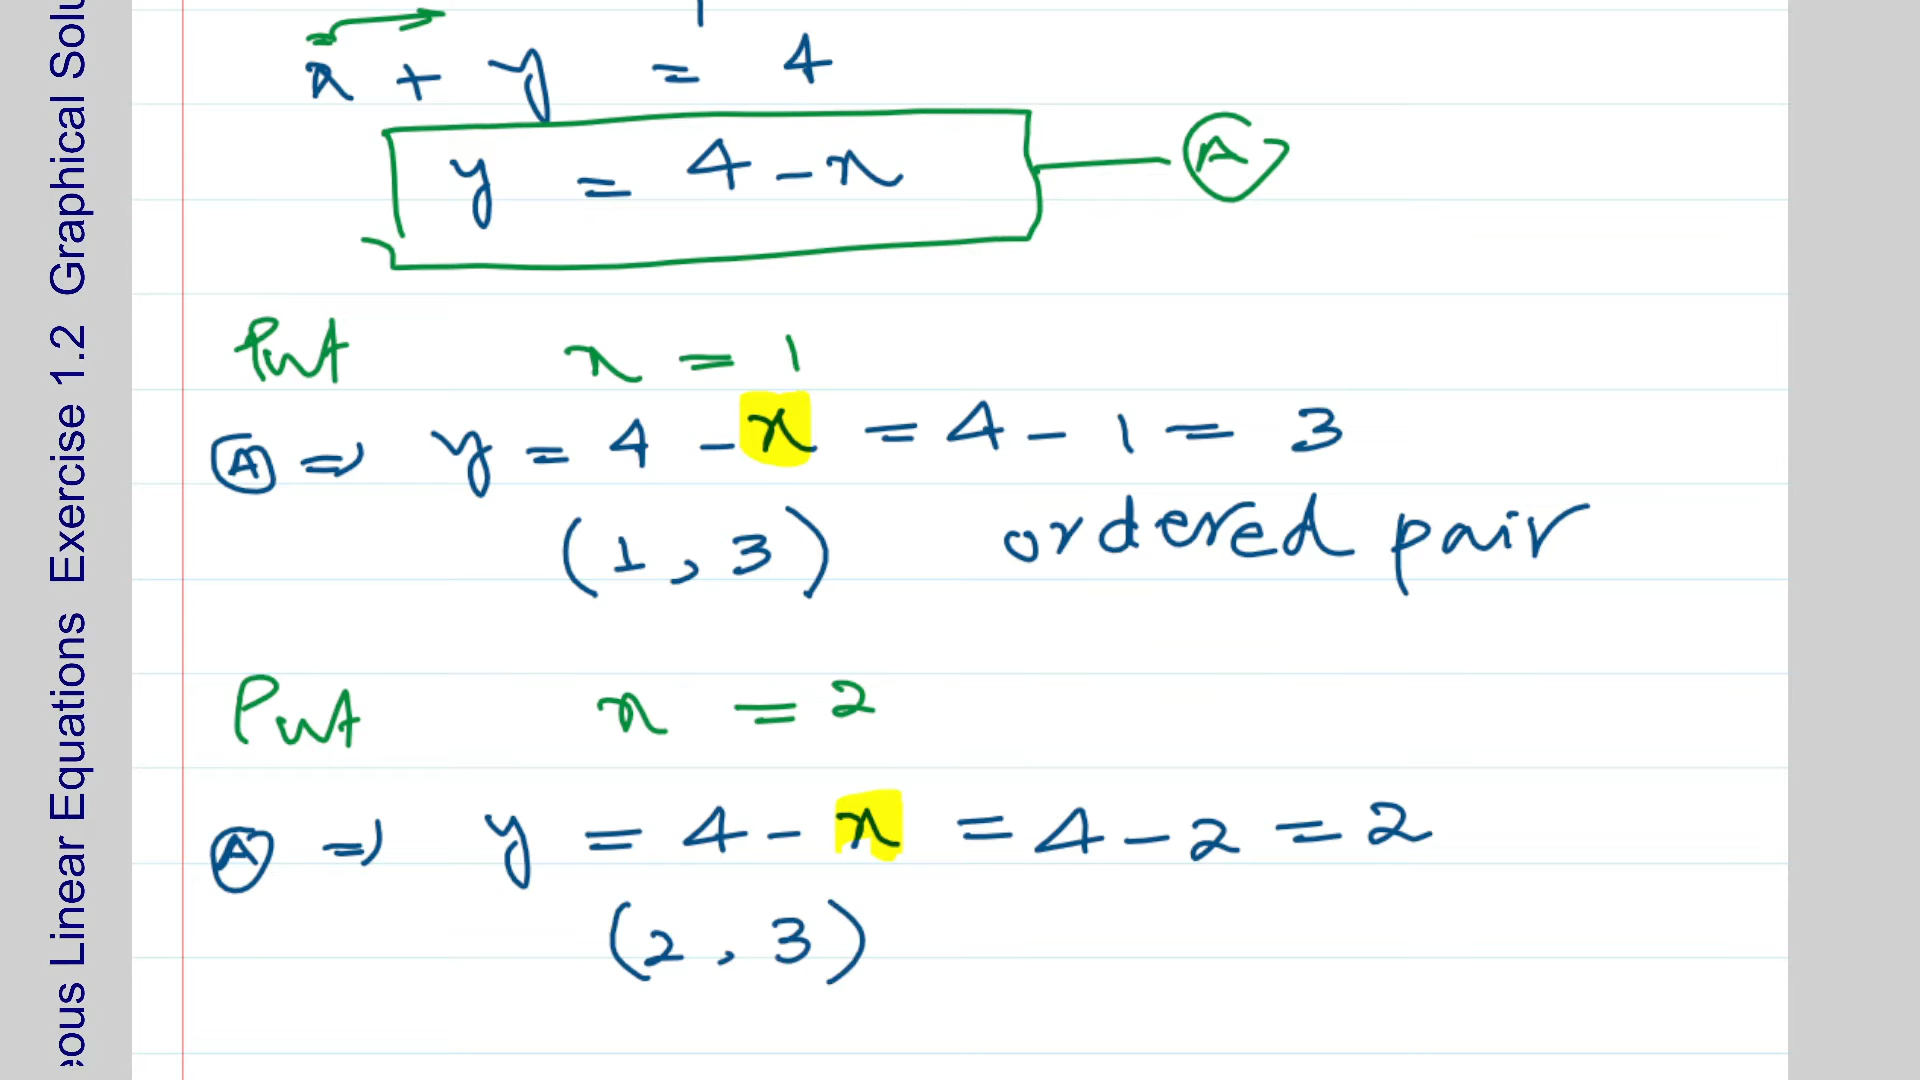 x + y = 4
y = 4 - x — A
Put x = 1
A ⇒ y = 4 - x = 4 - 1 = 3
(1, 3) ordered pair
Put x = 2
A ⇒ y = 4 - x = 4 - 2 = 2
(2, 3)
ous Linear Equations Exercise 1.2 Graphical Solu